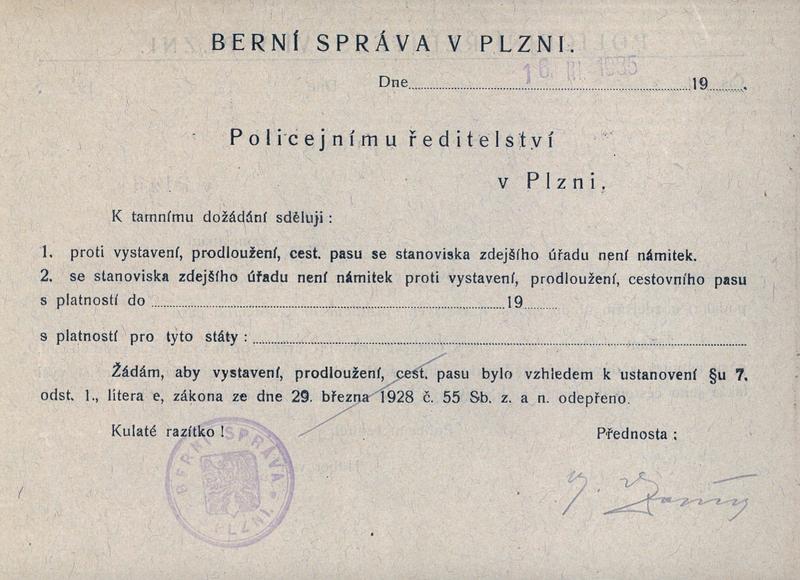 BERNÍ SPRÁVA V PLZNI.
Dne 16. III. 1935 19 .
Policejnímu ředitelství
v Plzni.
K tamnímu dožádání sděluji :
1. proti vystavení, prodloužení, cest. pasu se stanoviska zdejšího úřadu není námitek.
2. se stanoviska zdejšího úřadu není námitek proti vystavení, prodloužení, cestovního pasu
s platností do 19
s platností pro tyto státy :
Žádám, aby vystavení, prodloužení, cest. pasu bylo vzhledem k ustanovení §u 7.
odst. 1., litera e, zákona ze dne 29. března 1928 č. 55 Sb. z. a n. odepřeno.
Kulaté razítko !
Přednosta :
BERNÍ SPRÁVA
PLZNI